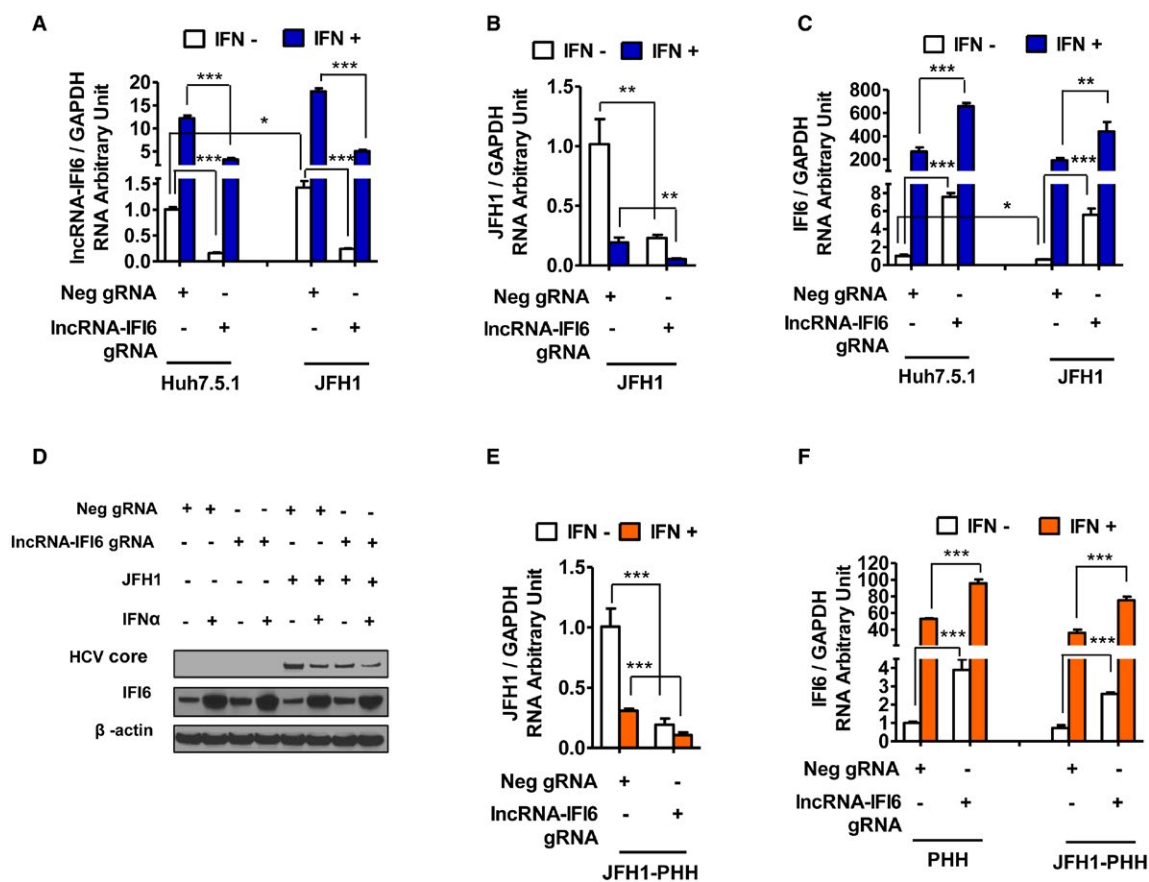 A
IFN - IFN +
lncRNA-IFI6 / GAPDH
RNA Arbitrary Unit
20
15
10
5
1.5
1.0
0.5
0.0
***
***
*
***
***
Neg gRNA + - + -
lncRNA-IFI6 - + - +
gRNA
Huh7.5.1 JFH1
B
IFN -
IFN +
JFH1 / GAPDH
RNA Arbitrary Unit
1.5
1.0
0.5
0.0
**
**
Neg gRNA + -
lncRNA-IFI6 - +
gRNA
JFH1
C
IFN - IFN +
IFI6 / GAPDH
RNA Arbitrary Unit
800
600
400
200
8
6
4
2
0
***
**
***
***
*
Neg gRNA + - + -
lncRNA-IFI6 - + - +
gRNA
Huh7.5.1 JFH1
D
Neg gRNA + + - - + + - -
lncRNA-IFI6 gRNA - - + + - - + +
JFH1 - - - - + + + +
IFNα - + - + - + - +
HCV core
IFI6
β -actin
E
IFN - IFN +
JFH1 / GAPDH
RNA Arbitrary Unit
1.5
1.0
0.5
0.0
***
***
Neg gRNA + -
lncRNA-IFI6 - +
gRNA
JFH1-PHH
F
IFN - IFN +
IFI6 / GAPDH
RNA Arbitrary Unit
120
100
80
60
40
4
3
2
1
0
***
***
***
***
Neg gRNA + - + -
lncRNA-IFI6 - + - +
gRNA
PHH JFH1-PHH